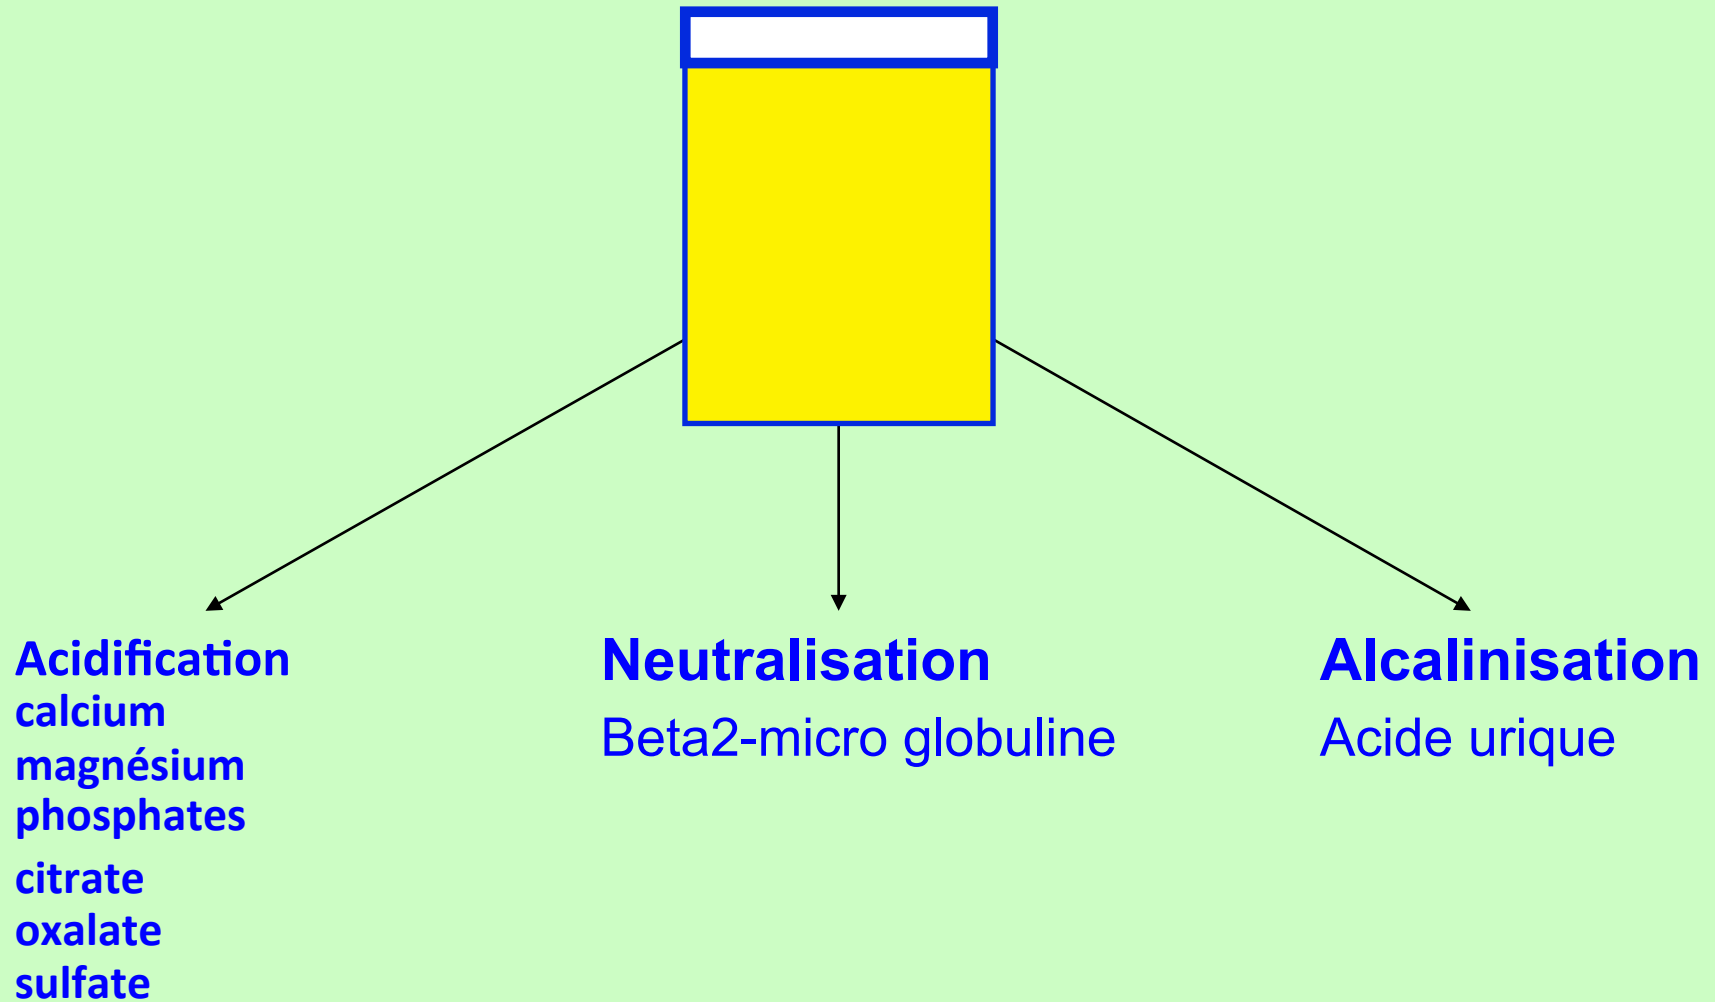 Acidification
calcium
magnésium
phosphates
citrate
oxalate
sulfate
Neutralisation
Beta2-micro globuline
Alcalinisation
Acide urique